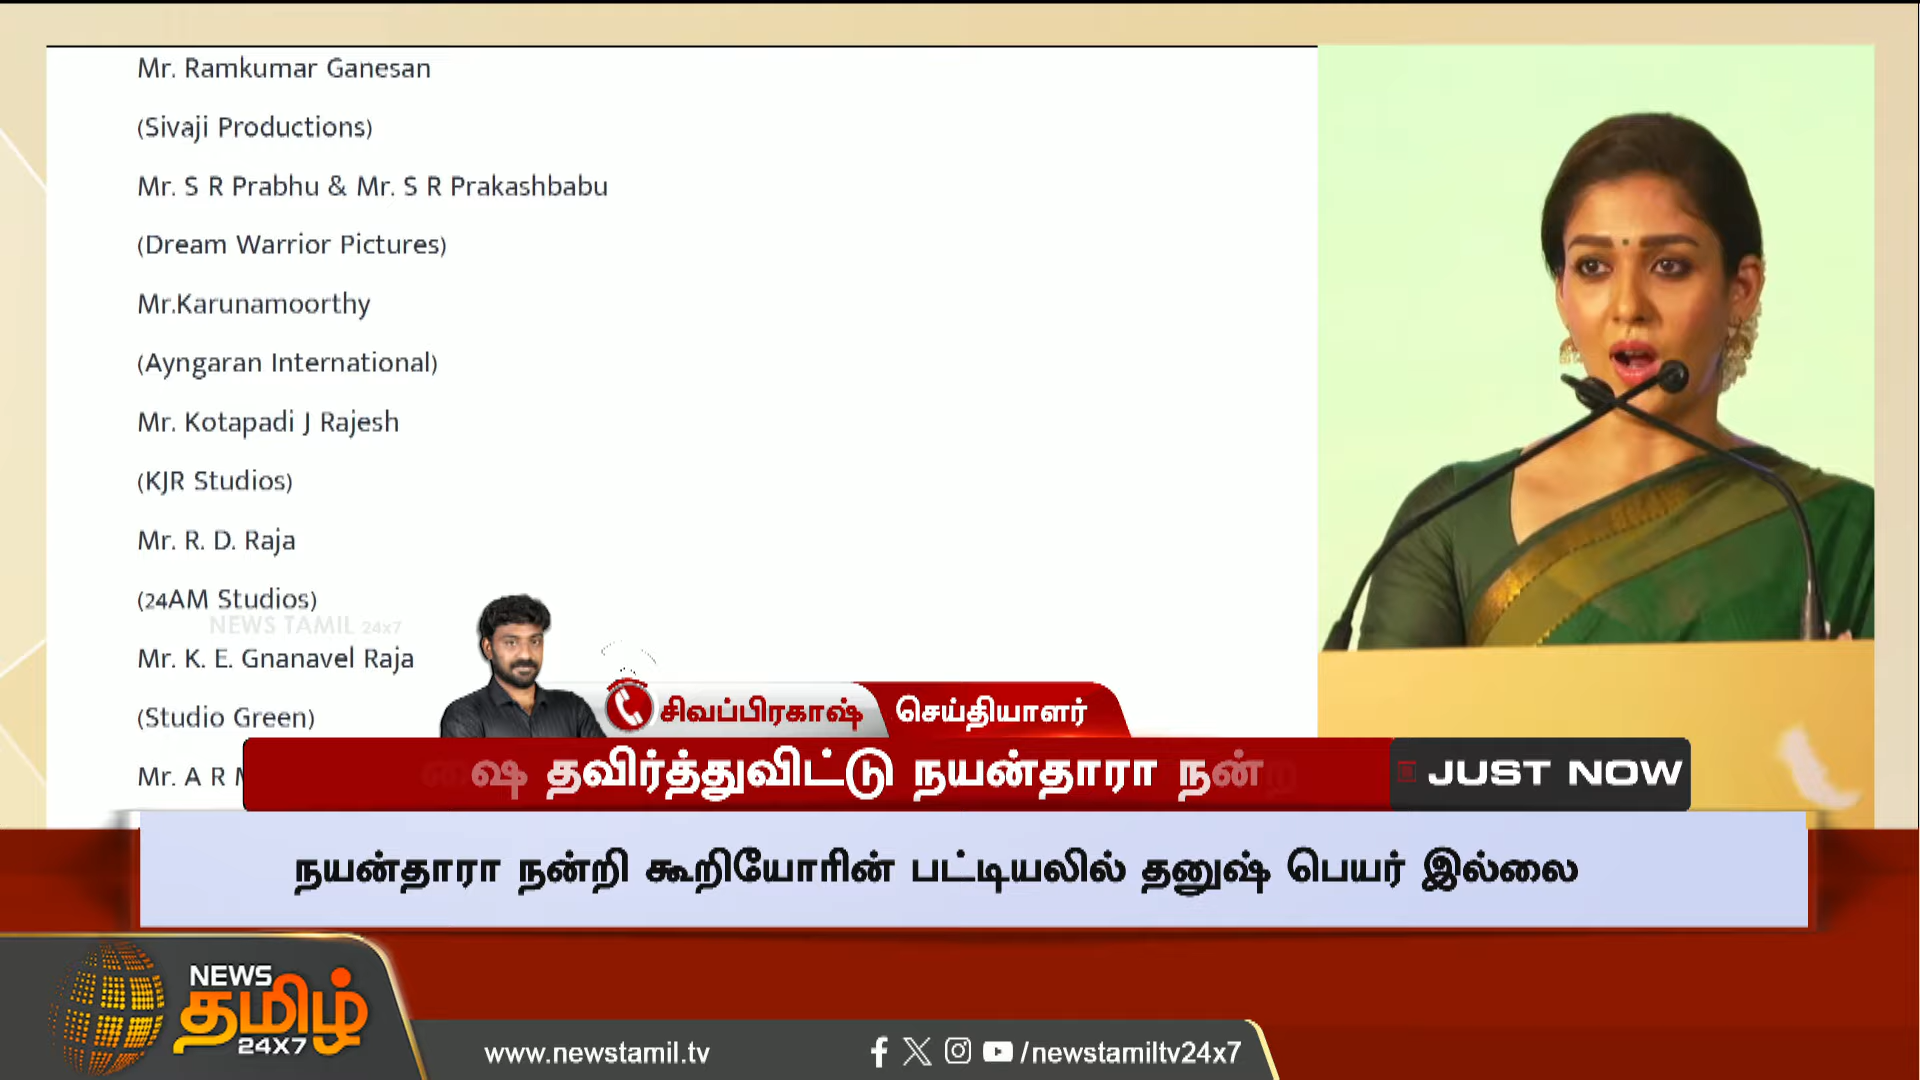 Mr. Ramkumar Ganesan
(Sivaji Productions)
Mr. S R Prabhu & Mr. S R Prakashbabu
(Dream Warrior Pictures)
Mr.Karunamoorthy
(Ayngaran International)
Mr. Kotapadi J Rajesh
(KJR Studios)
Mr. R. D. Raja
(24AM Studios)
NEWS TAMIL 24x7
Mr. K. E. Gnanavel Raja
(Studio Green)
Mr. A R
சிவப்பிரகாஷ் செய்தியாளர்
தவிர்த்துவிட்டு நயன்தாரா
JUST NOW
நயன்தாரா நன்றி கூறியோரின் பட்டியலில் தனுஷ் பெயர் இல்லை
NEWS
தமிழ்
24X7
www.newstamil.tv
/newstamiltv24x7